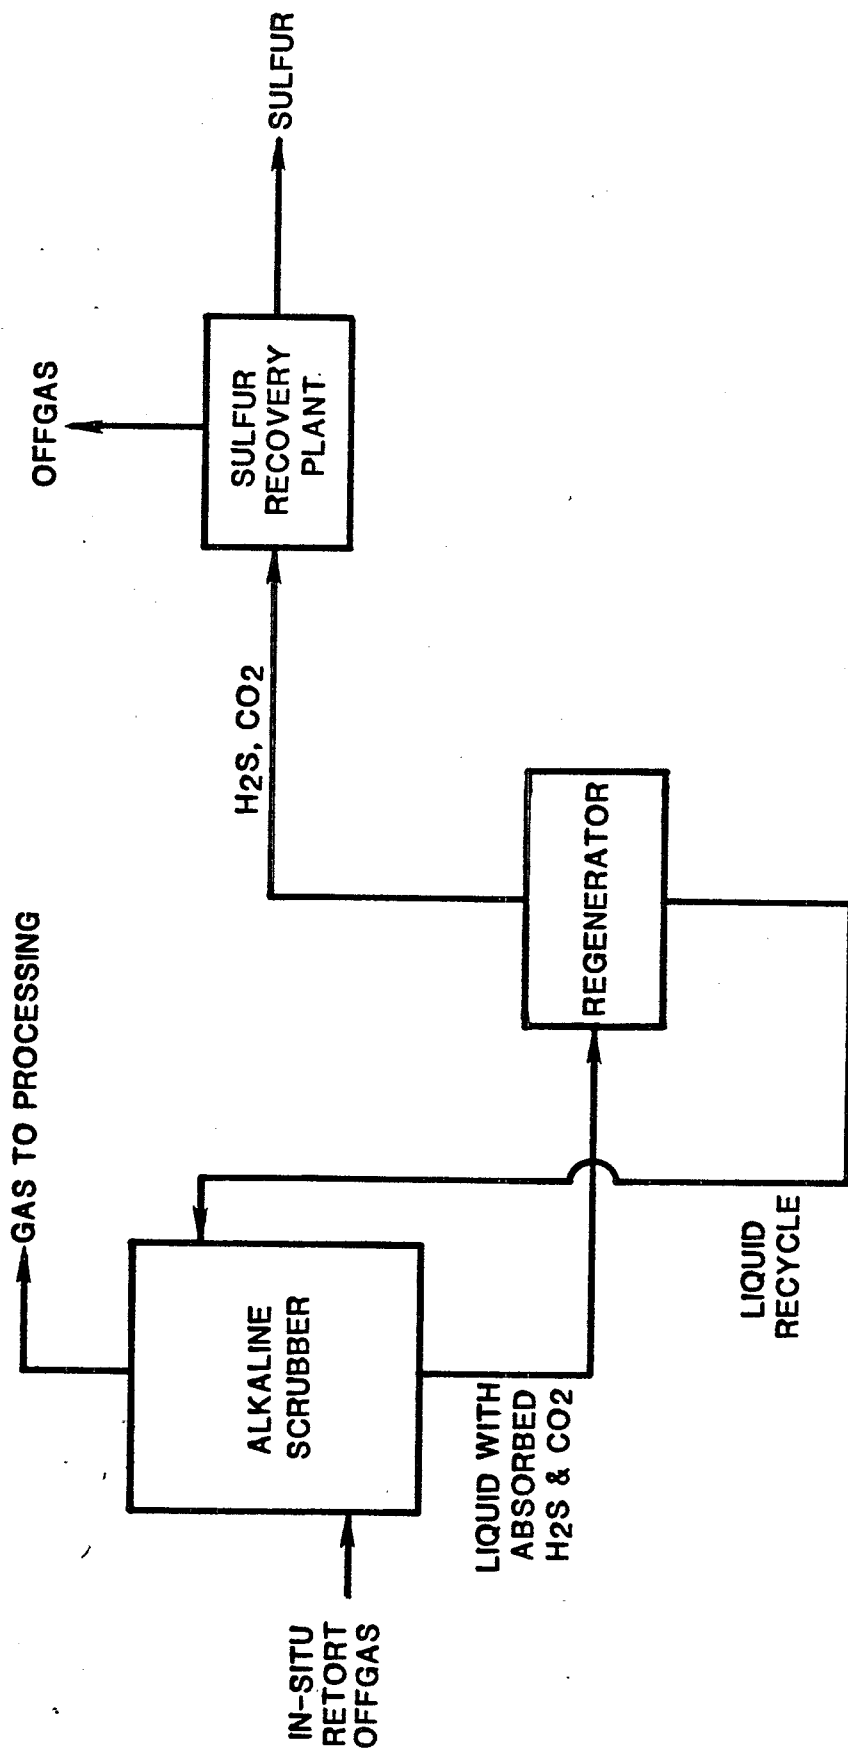 GAS TO PROCESSING
OFFGAS
IN-SITU
RETORT
OFFGAS
ALKALINE
SCRUBBER
LIQUID WITH
ABSORBED
H2S & CO2
LIQUID
RECYCLE
REGENERATOR
H2S, CO2
SULFUR
RECOVERY
PLANT
SULFUR